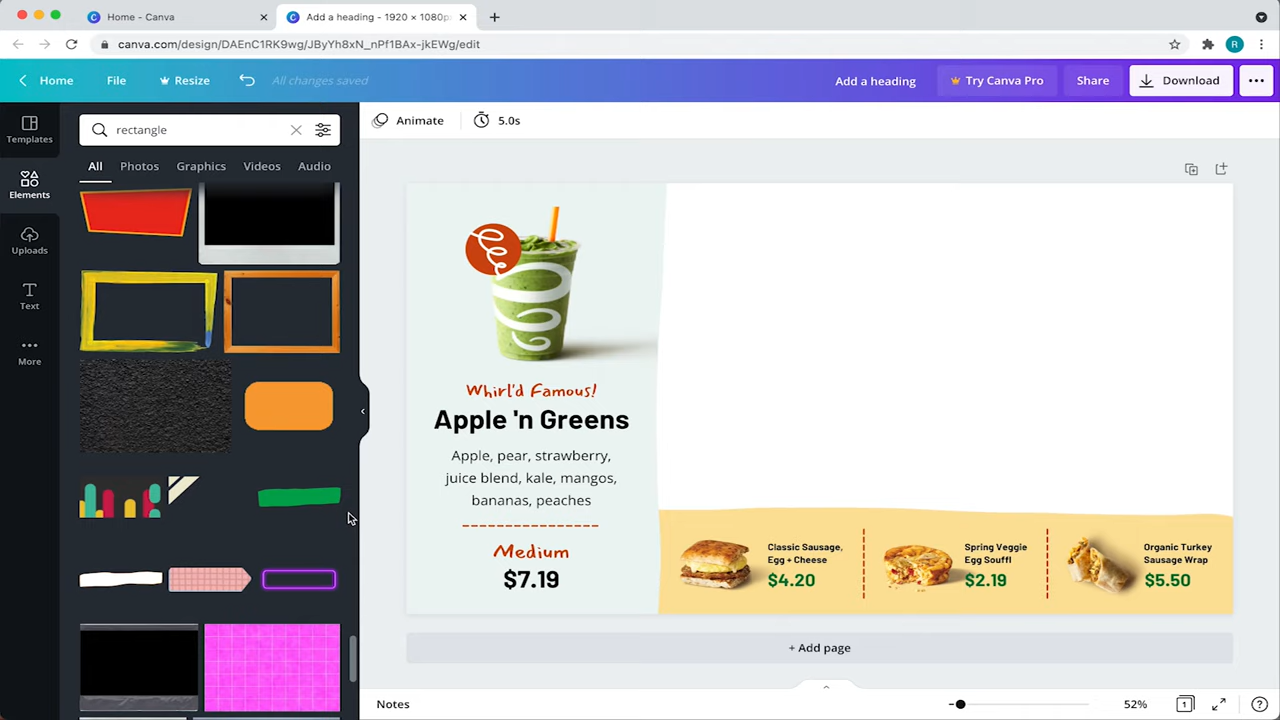 Home - Canva
Add a heading - 1920 × 1080p
canva.com/design/DAEnC1RK9wg/JByYh8xN_nPf1BAx-jkEWg/edit
R
Home
File
Resize
All changes saved
Add a heading
Try Canva Pro
Share
Download
Templates
Elements
Uploads
Text
More
rectangle
All
Photos
Graphics
Videos
Audio
Animate
5.0s
Whirl'd Famous!
Apple 'n Greens
Apple, pear, strawberry,
juice blend, kale, mangos,
bananas, peaches
Medium
$7.19
Classic Sausage,
Egg + Cheese
$4.20
Spring Veggie
Egg Souffl
$2.19
Organic Turkey
Sausage Wrap
$5.50
+ Add page
Notes
52%
1